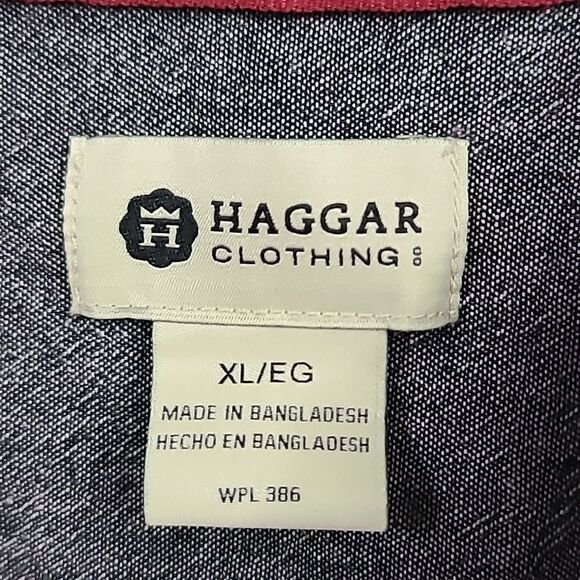 H HAGGAR
CLOTHING CO
XL/EG
MADE IN BANGLADESH
HECHO EN BANGLADESH
WPL 386